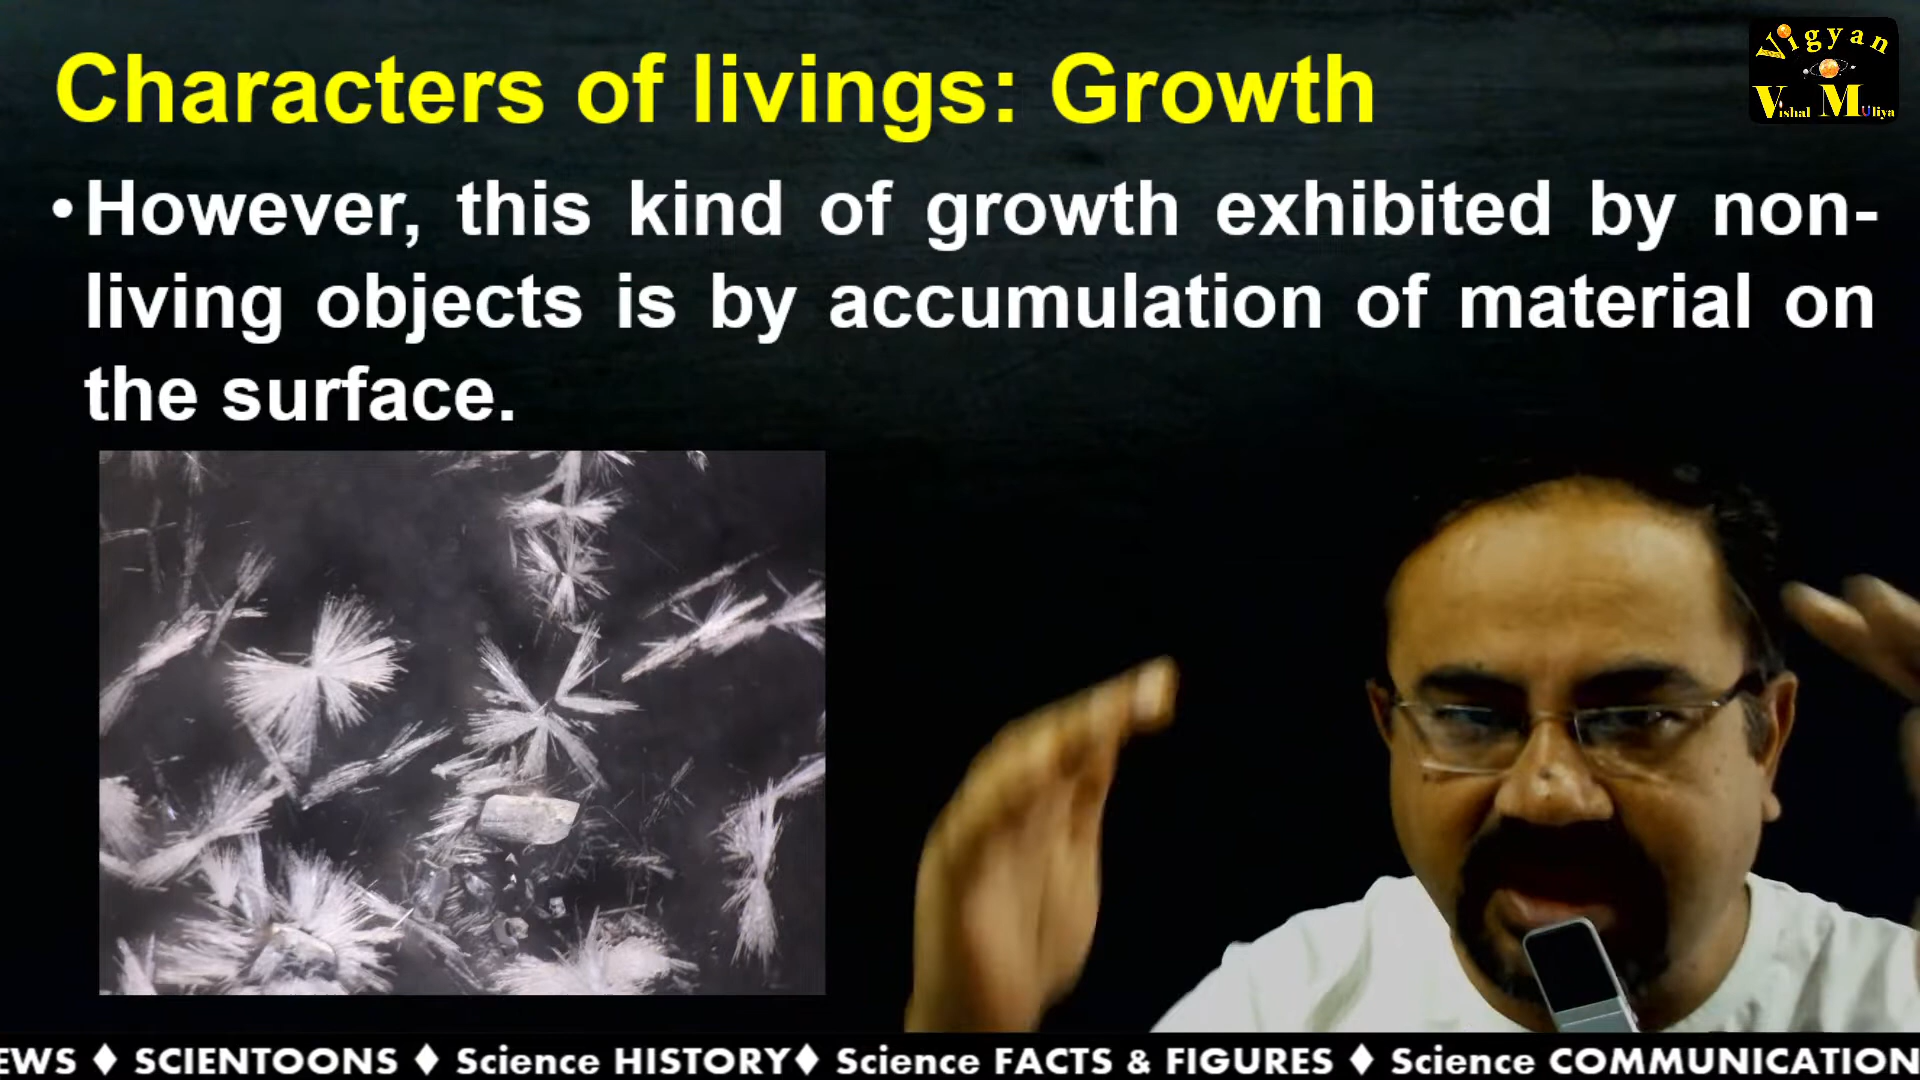 Characters of livings: Growth
Vigyan
Vishal Muliya
•However, this kind of growth exhibited by non-
living objects is by accumulation of material on
the surface.
EWS ♦ SCIENTOONS ♦ Science HISTORY♦ Science FACTS & FIGURES ♦ Science COMMUNICATION